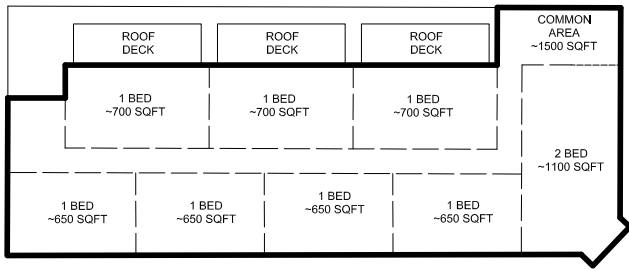 ROOF
DECK
ROOF
DECK
ROOF
DECK
COMMON
AREA
~1500 SQFT
1 BED
~700 SQFT
1 BED
~700 SQFT
1 BED
~700 SQFT
2 BED
~1100 SQFT
1 BED
~650 SQFT
1 BED
~650 SQFT
1 BED
~650 SQFT
1 BED
~650 SQFT